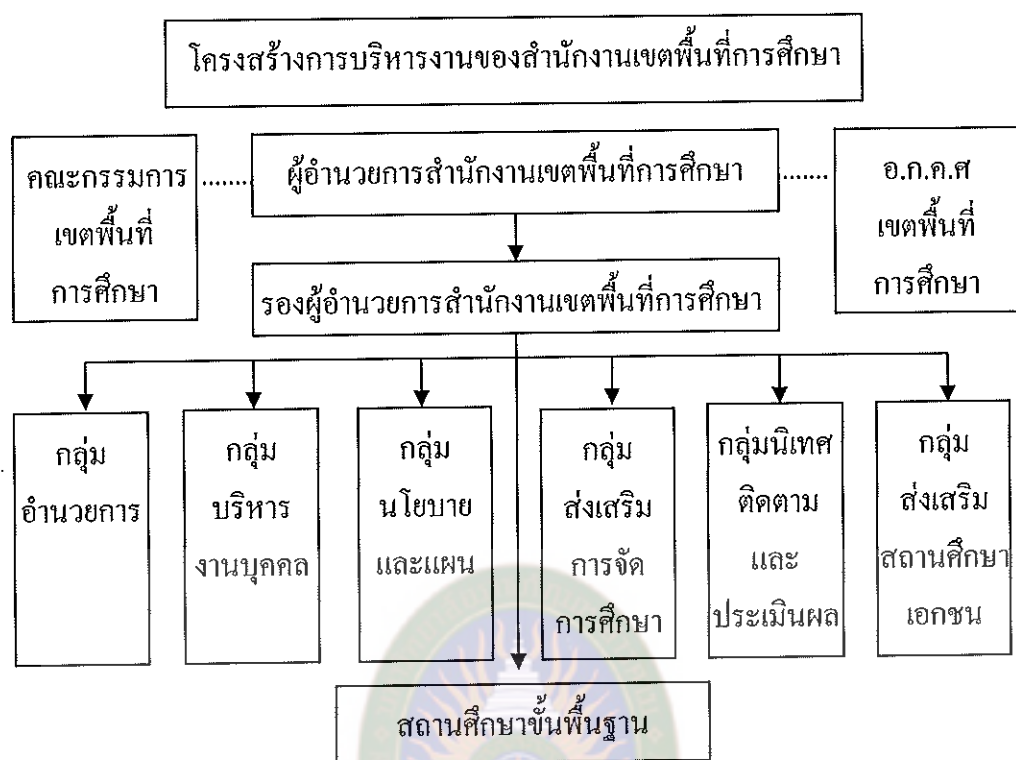 โครงสร้างการบริหารงานของสำนักงานเขตพื้นที่การศึกษา
คณะกรรมการ
เขตพื้นที่
การศึกษา
........
ผู้อำนวยการสำนักงานเขตพื้นที่การศึกษา
.......
อ.ก.ค.ศ
เขตพื้นที่
การศึกษา
รองผู้อำนวยการสำนักงานเขตพื้นที่การศึกษา
กลุ่ม
อำนวยการ
กลุ่ม
บริหาร
งานบุคคล
กลุ่ม
นโยบาย
และแผน
กลุ่ม
ส่งเสริม
การจัด
การศึกษา
กลุ่มนิเทศ
ติดตาม
และ
ประเมินผล
กลุ่ม
ส่งเสริม
สถานศึกษา
เอกชน
สถานศึกษาขั้นพื้นฐาน